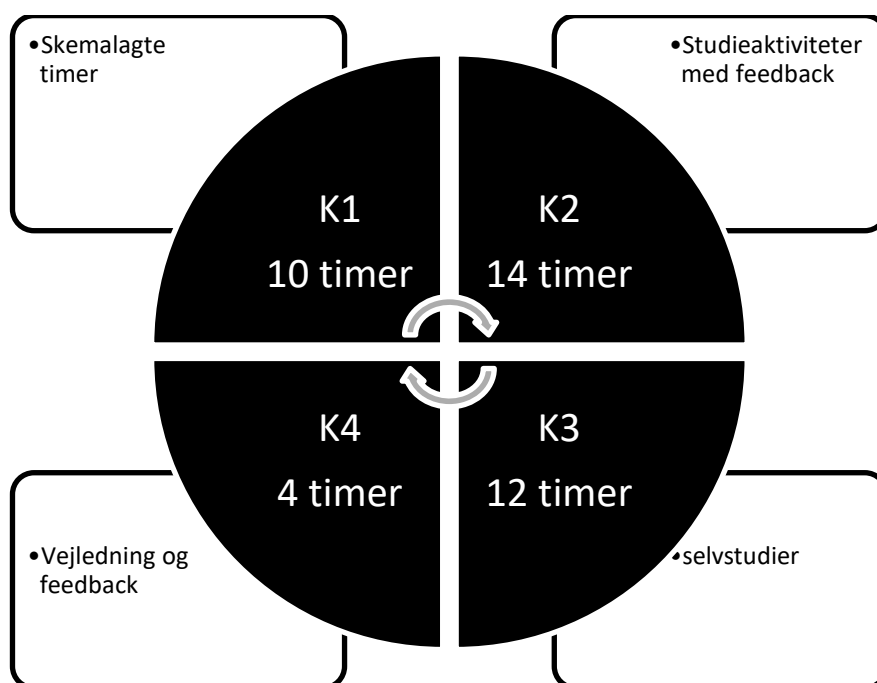 •Skemalagte
timer
•Studieaktiviteter
med feedback
K1
10 timer
K2
14 timer
K4
4 timer
K3
12 timer
•Vejledning og
feedback
•selvstudier